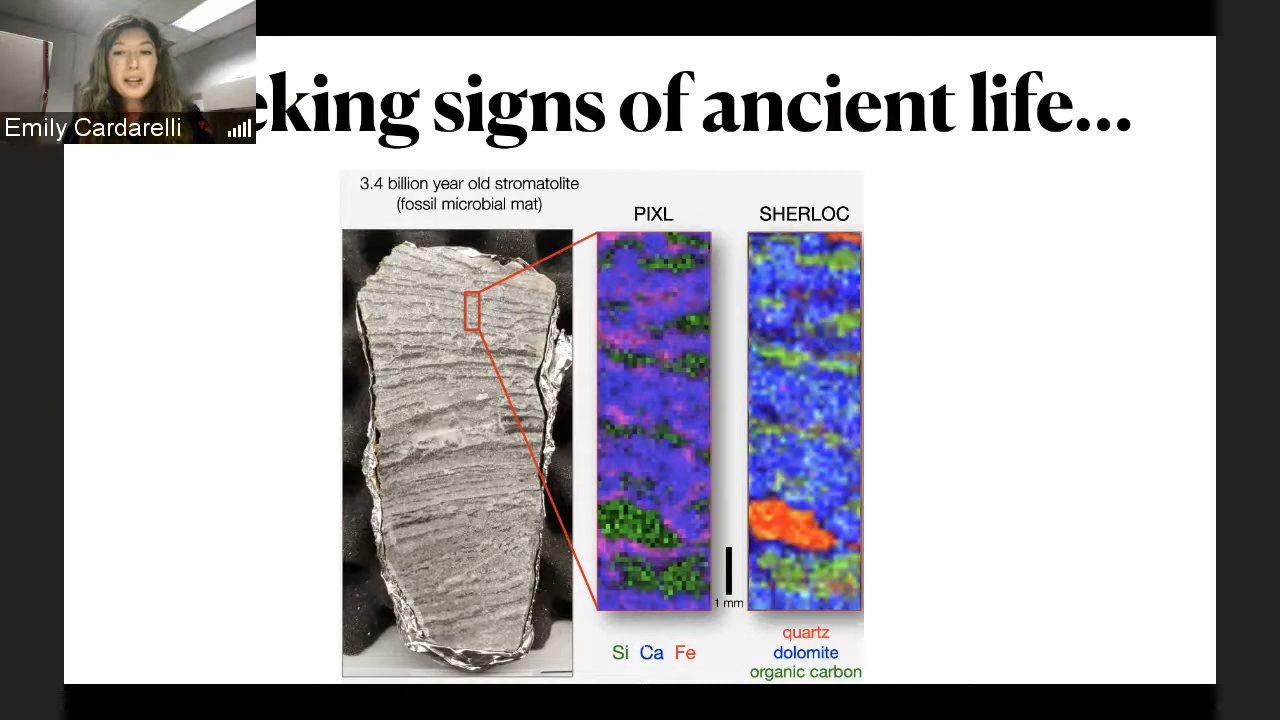 eking signs of ancient life...
Emily Cardarelli
3.4 billion year old stromatolite
(fossil microbial mat)
PIXL
SHERLOC
1 mm
Si Ca Fe
quartz
dolomite
organic carbon